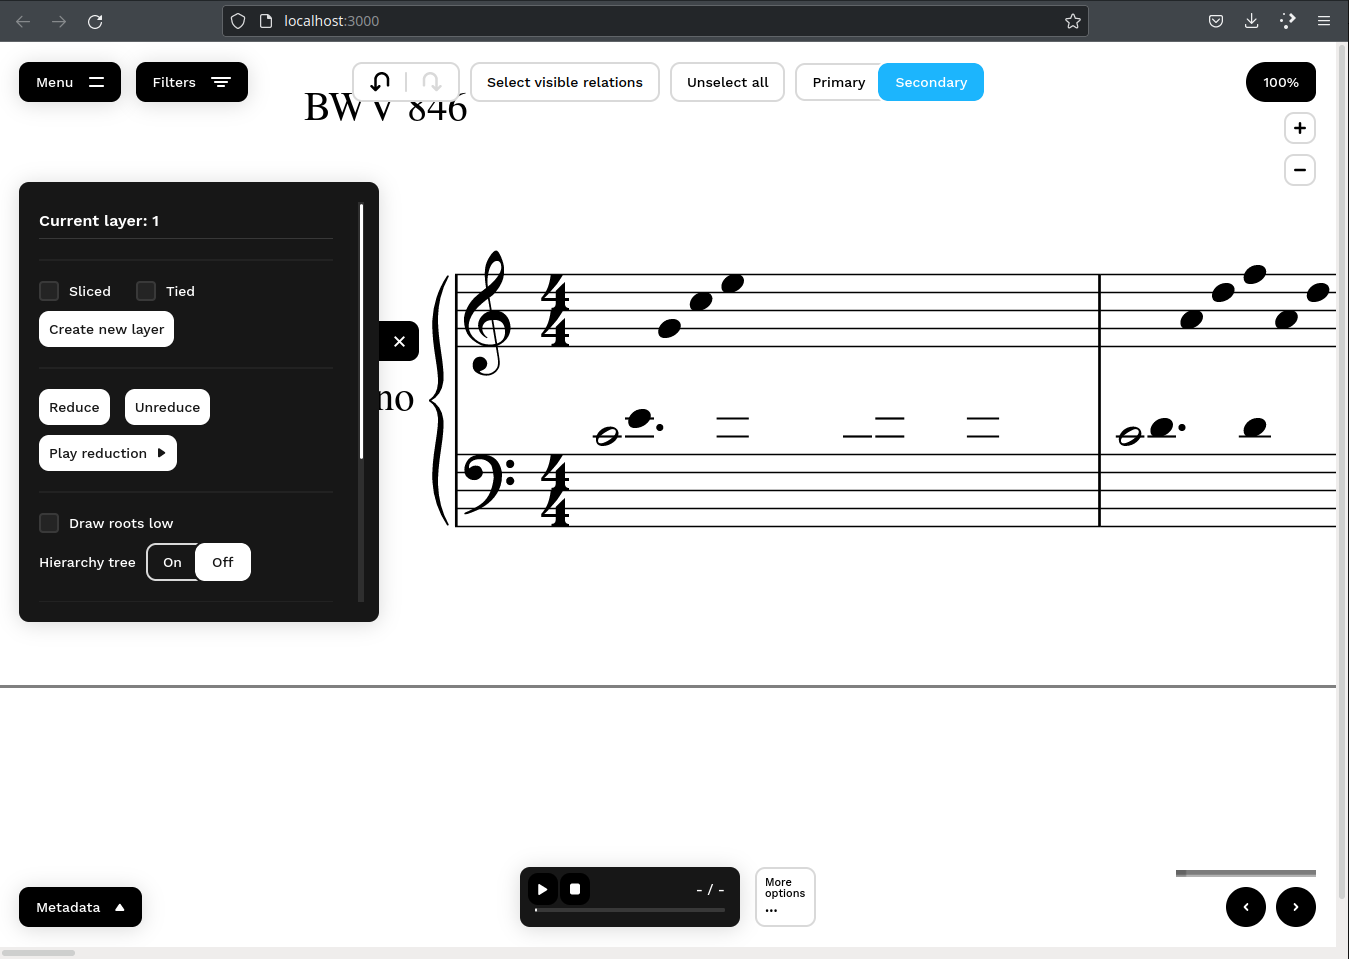 localhost:3000
Menu
Filters
Select visible relations
Unselect all
Primary
Secondary
100%
BWV 846
+
−
Current layer: 1
Sliced
Tied
Create new layer
no
Reduce
Unreduce
Play reduction
Draw roots low
Hierarchy tree
On
Off
4
4
4
4
Metadata
- / -
More
options
...